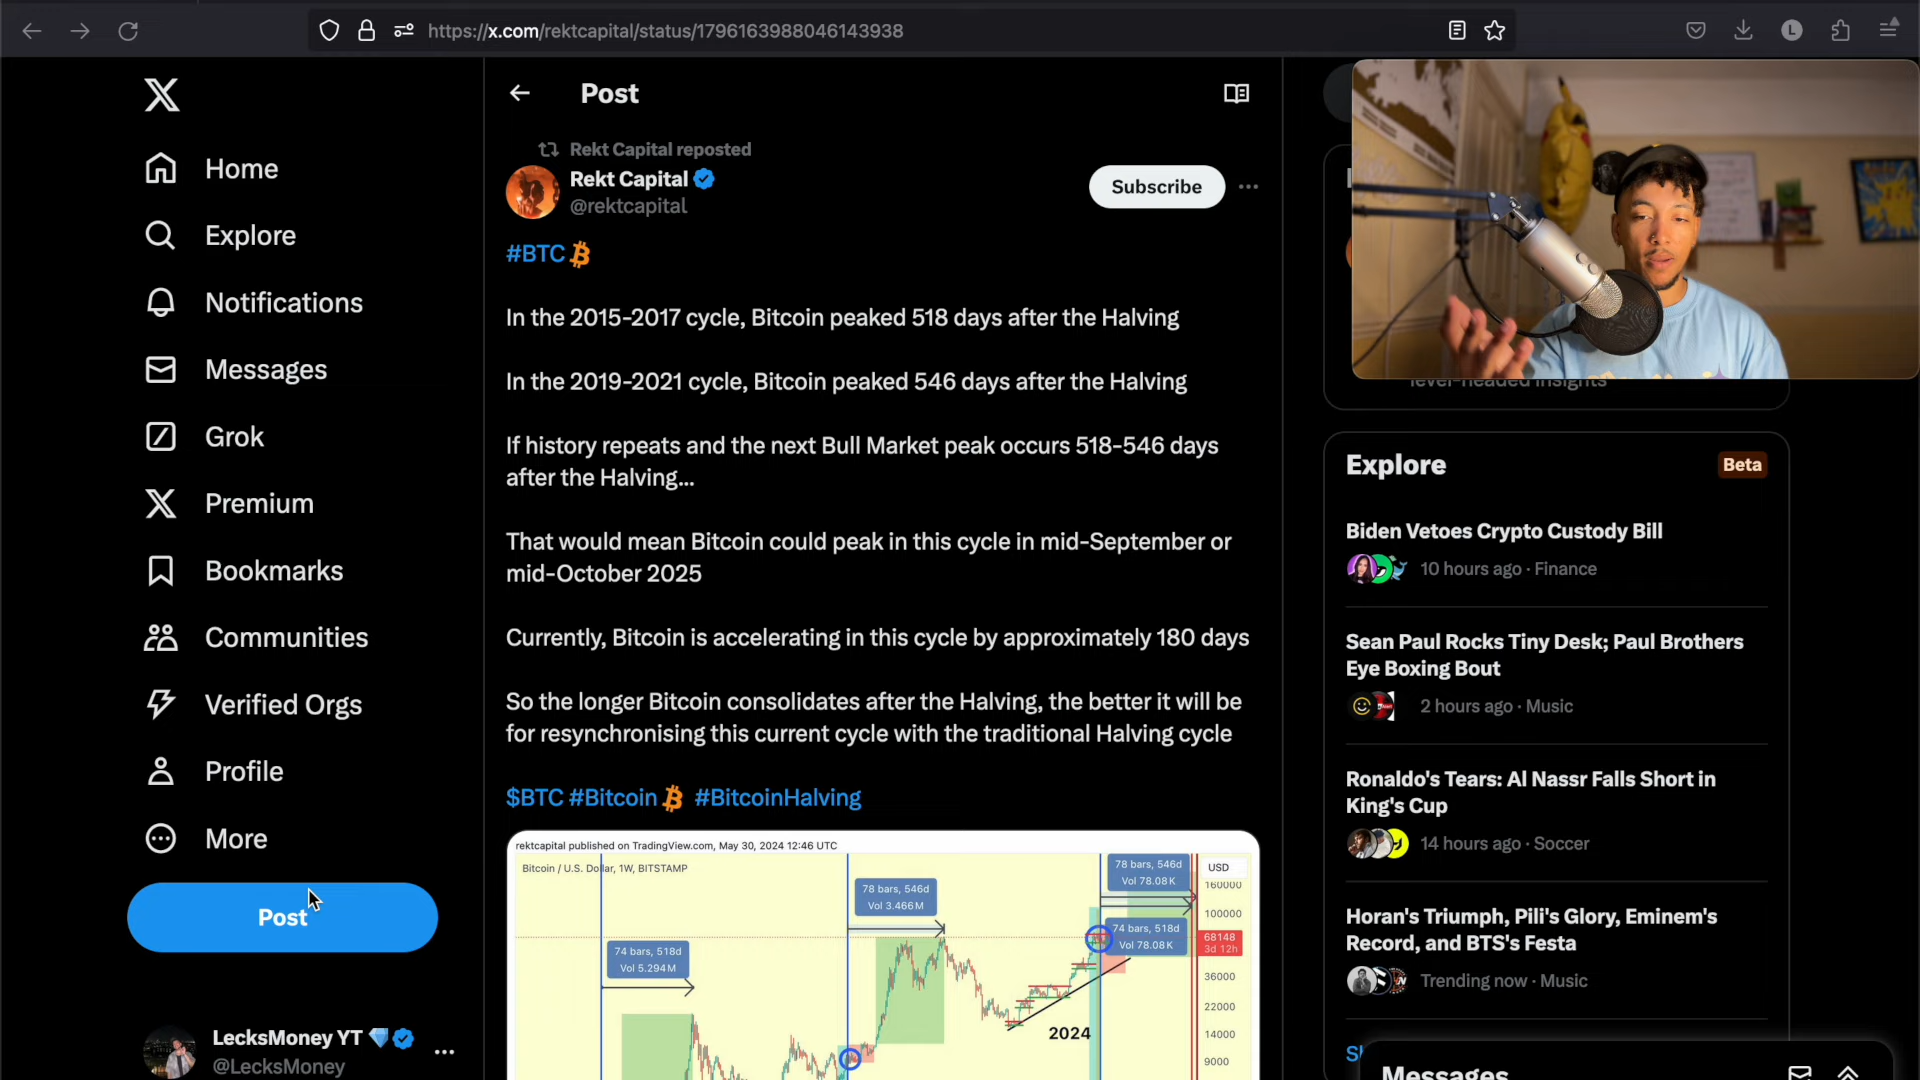 https://x.com/rektcapital/status/1796163988046143938
Home
Explore
Notifications
Messages
Grok
Premium
Bookmarks
Communities
Verified Orgs
Profile
More
Post
LecksMoney YT
@LecksMoney
Post
Rekt Capital reposted
Rekt Capital
@rektcapital
Subscribe
#BTC
In the 2015-2017 cycle, Bitcoin peaked 518 days after the Halving
In the 2019-2021 cycle, Bitcoin peaked 546 days after the Halving
If history repeats and the next Bull Market peak occurs 518-546 days
after the Halving...
That would mean Bitcoin could peak in this cycle in mid-September or
mid-October 2025
Currently, Bitcoin is accelerating in this cycle by approximately 180 days
So the longer Bitcoin consolidates after the Halving, the better it will be
for resynchronising this current cycle with the traditional Halving cycle
$BTC #Bitcoin #BitcoinHalving
rektcapital published on TradingView.com, May 30, 2024 12:46 UTC
Bitcoin / U.S. Dollar, 1W, BITSTAMP
74 bars, 518d
Vol 5.294M
78 bars, 546d
Vol 3.466M
78 bars, 546d
Vol 78.08K
74 bars, 518d
Vol 78.08K
2024
USD
160000
100000
68148
3d 12h
36000
22000
14000
9000
level-headed insights
Explore
Beta
Biden Vetoes Crypto Custody Bill
10 hours ago · Finance
Sean Paul Rocks Tiny Desk; Paul Brothers
Eye Boxing Bout
2 hours ago · Music
Ronaldo's Tears: Al Nassr Falls Short in
King's Cup
14 hours ago · Soccer
Horan's Triumph, Pili's Glory, Eminem's
Record, and BTS's Festa
Trending now · Music
Messages